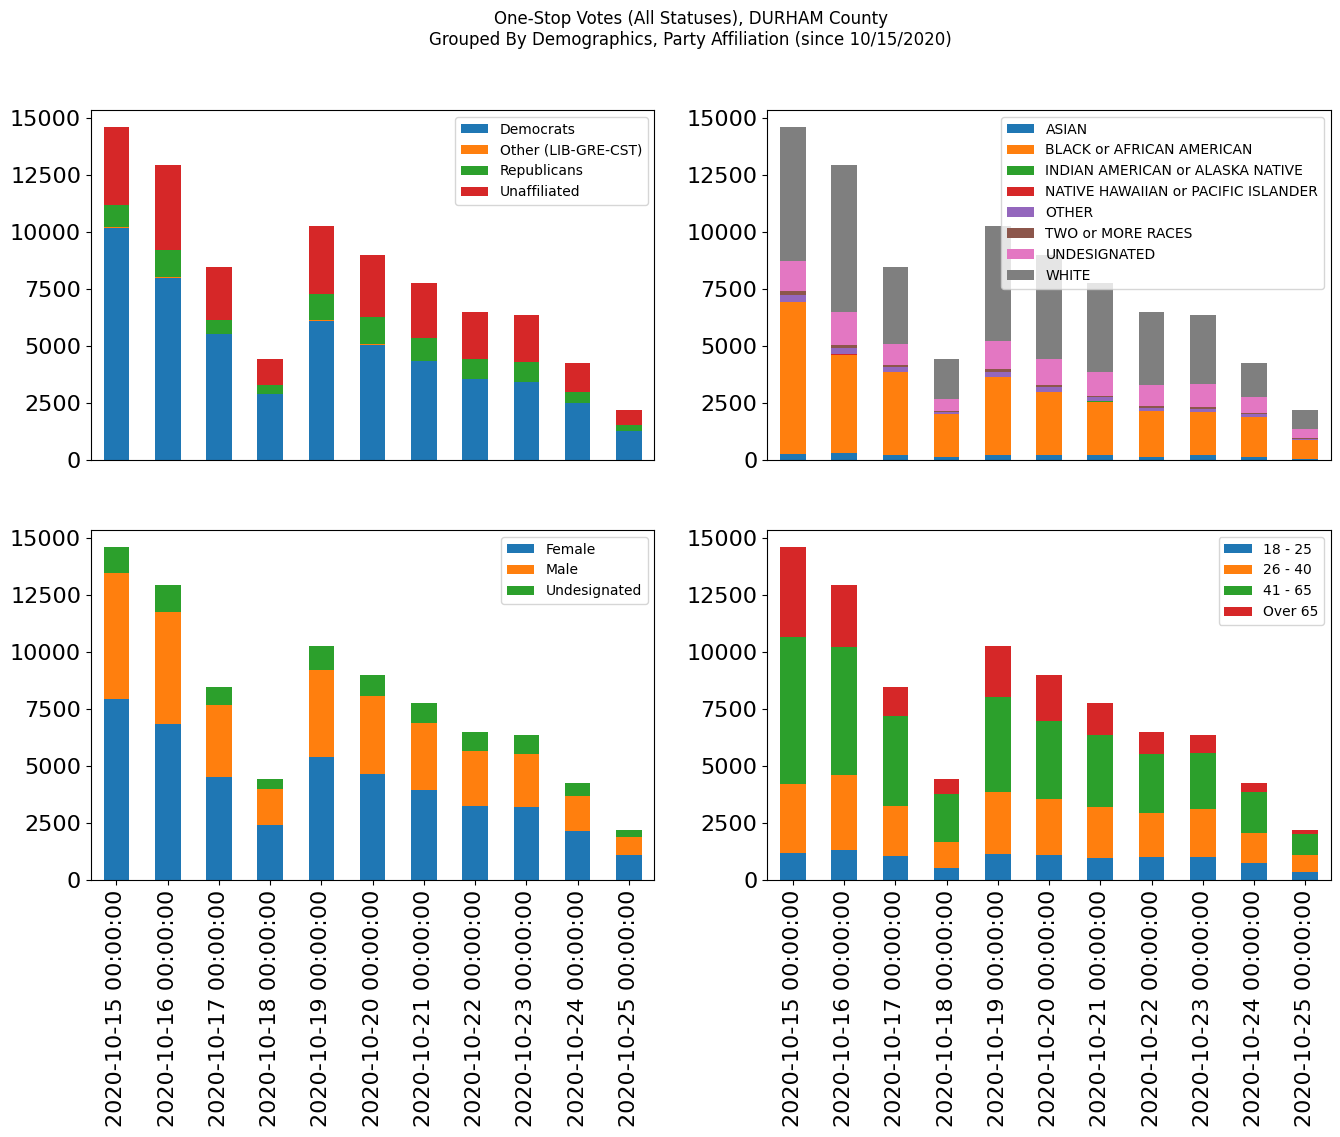 One-Stop Votes (All Statuses), DURHAM County
Grouped By Demographics, Party Affiliation (since 10/15/2020)
15000
12500
10000
7500
5000
2500
0
Democrats
Other (LIB-GRE-CST)
Republicans
Unaffiliated
15000
12500
10000
7500
5000
2500
0
ASIAN
BLACK or AFRICAN AMERICAN
INDIAN AMERICAN or ALASKA NATIVE
NATIVE HAWAIIAN or PACIFIC ISLANDER
OTHER
TWO or MORE RACES
UNDESIGNATED
WHITE
15000
12500
10000
7500
5000
2500
0
Female
Male
Undesignated
2020-10-15 00:00:00
2020-10-16 00:00:00
2020-10-17 00:00:00
2020-10-18 00:00:00
2020-10-19 00:00:00
2020-10-20 00:00:00
2020-10-21 00:00:00
2020-10-22 00:00:00
2020-10-23 00:00:00
2020-10-24 00:00:00
2020-10-25 00:00:00
15000
12500
10000
7500
5000
2500
0
18 - 25
26 - 40
41 - 65
Over 65
2020-10-15 00:00:00
2020-10-16 00:00:00
2020-10-17 00:00:00
2020-10-18 00:00:00
2020-10-19 00:00:00
2020-10-20 00:00:00
2020-10-21 00:00:00
2020-10-22 00:00:00
2020-10-23 00:00:00
2020-10-24 00:00:00
2020-10-25 00:00:00